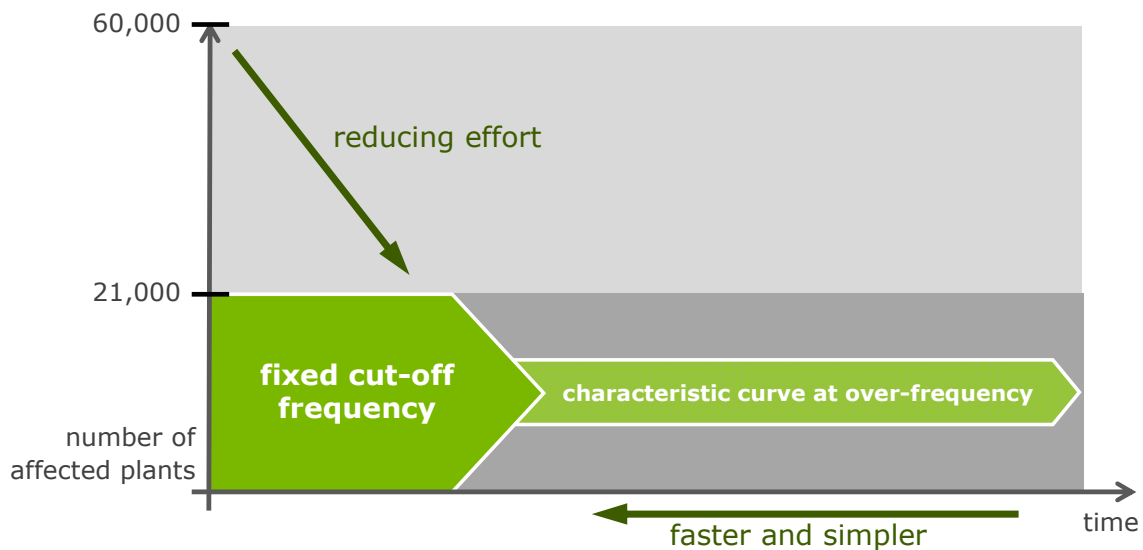 60,000
reducing effort
21,000
fixed cut-off
frequency
characteristic curve at over-frequency
number of
affected plants
time
faster and simpler